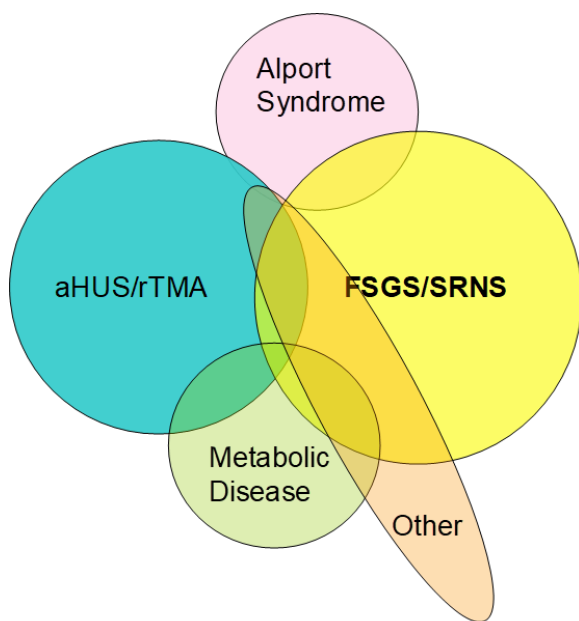 Alport
Syndrome
aHUS/rTMA
FSGS/SRNS
Metabolic
Disease
Other